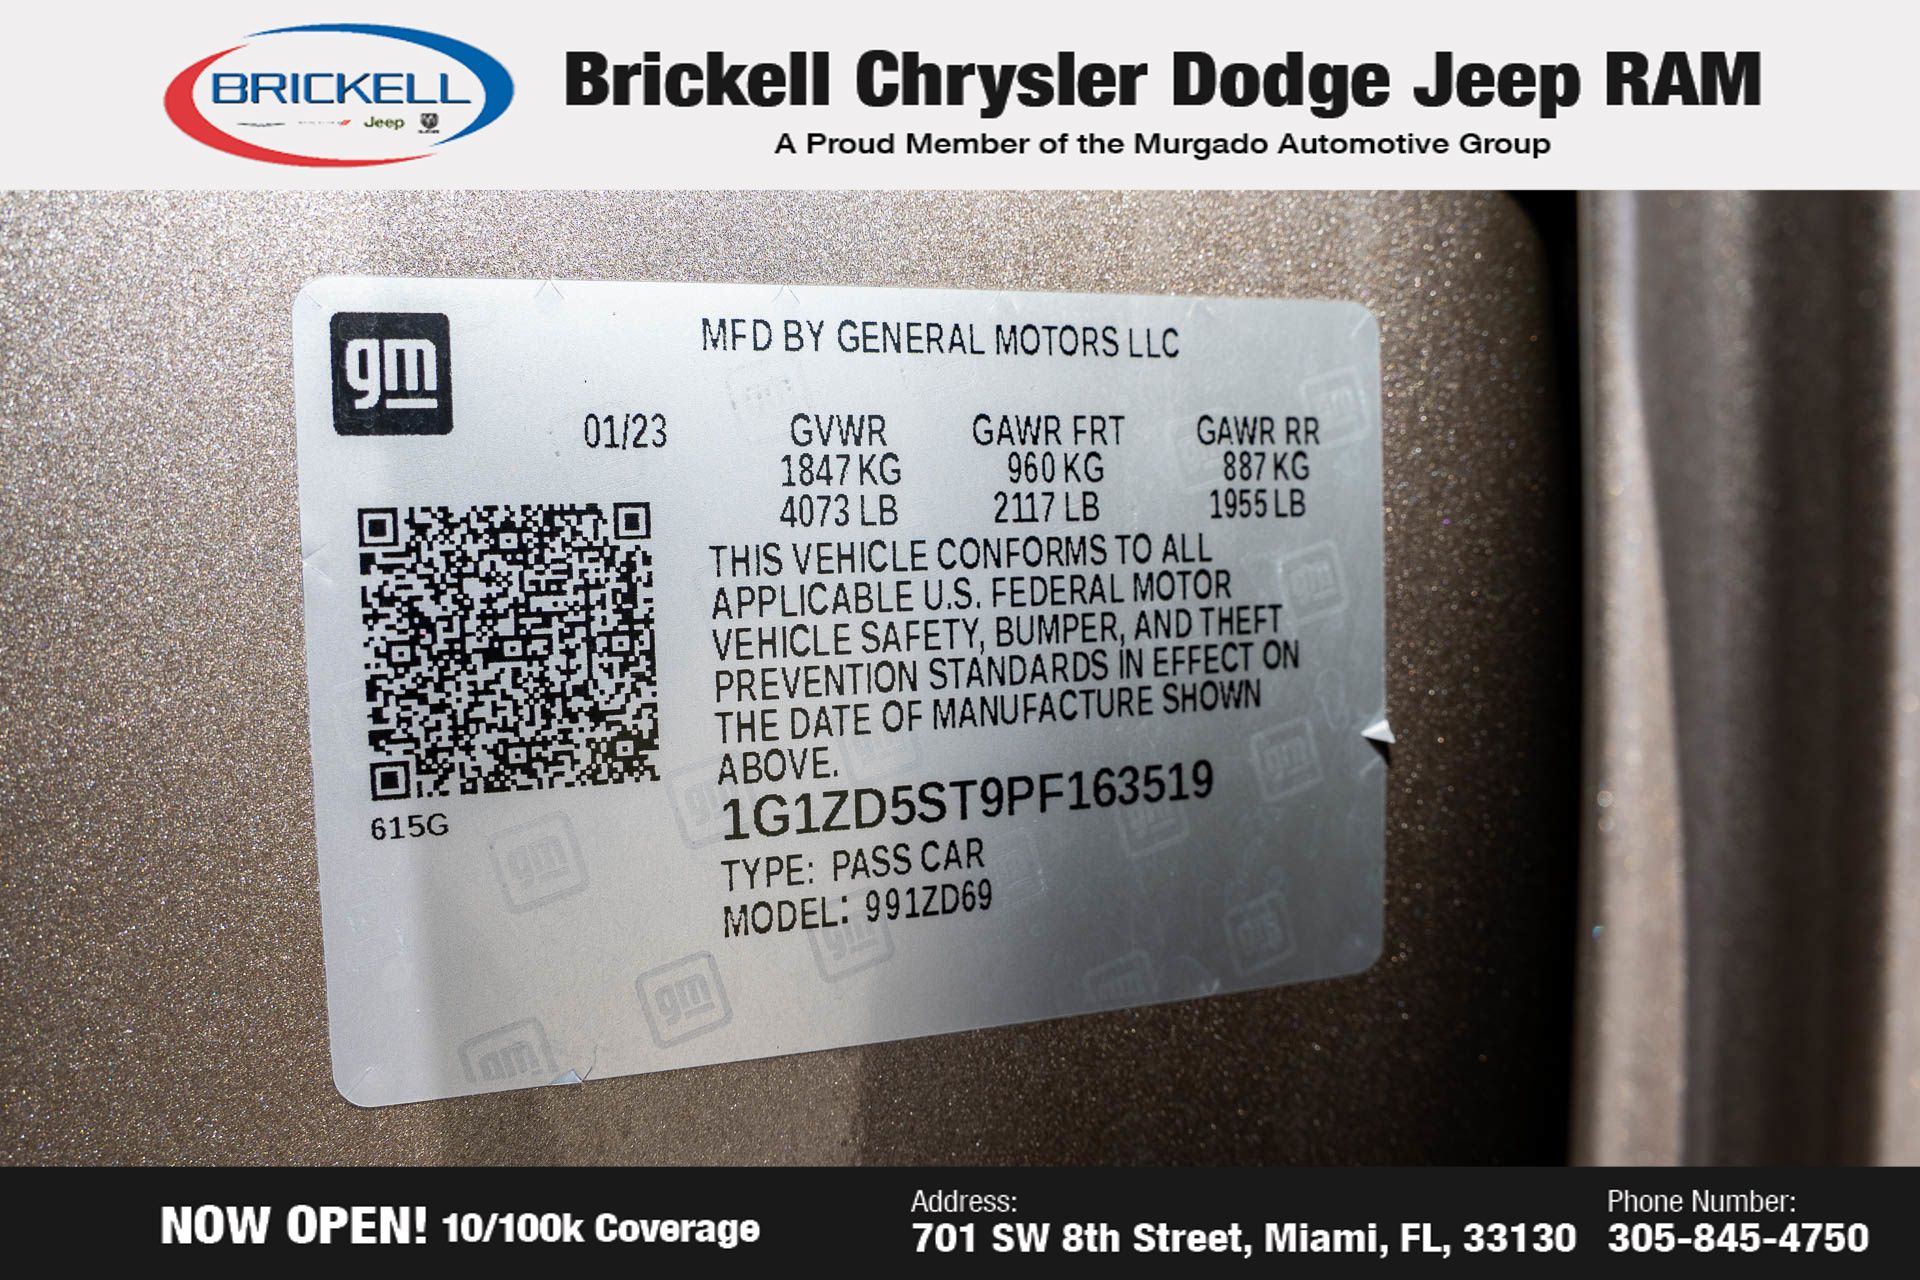 BRICKELL
Jeep
Brickell Chrysler Dodge Jeep RAM
A Proud Member of the Murgado Automotive Group
gm
MFD BY GENERAL MOTORS LLC
01/23 GVWR GAWR FRT GAWR RR
1847 KG 960 KG 887 KG
4073 LB 2117 LB 1955 LB
THIS VEHICLE CONFORMS TO ALL
APPLICABLE U.S. FEDERAL MOTOR
VEHICLE SAFETY, BUMPER, AND THEFT
PREVENTION STANDARDS IN EFFECT ON
THE DATE OF MANUFACTURE SHOWN
ABOVE.
1G1ZD5ST9PF163519
615G
TYPE: PASS CAR
MODEL: 991ZD69
gm
gm
gm
gm
NOW OPEN! 10/100k Coverage
Address:
701 SW 8th Street, Miami, FL, 33130
Phone Number:
305-845-4750